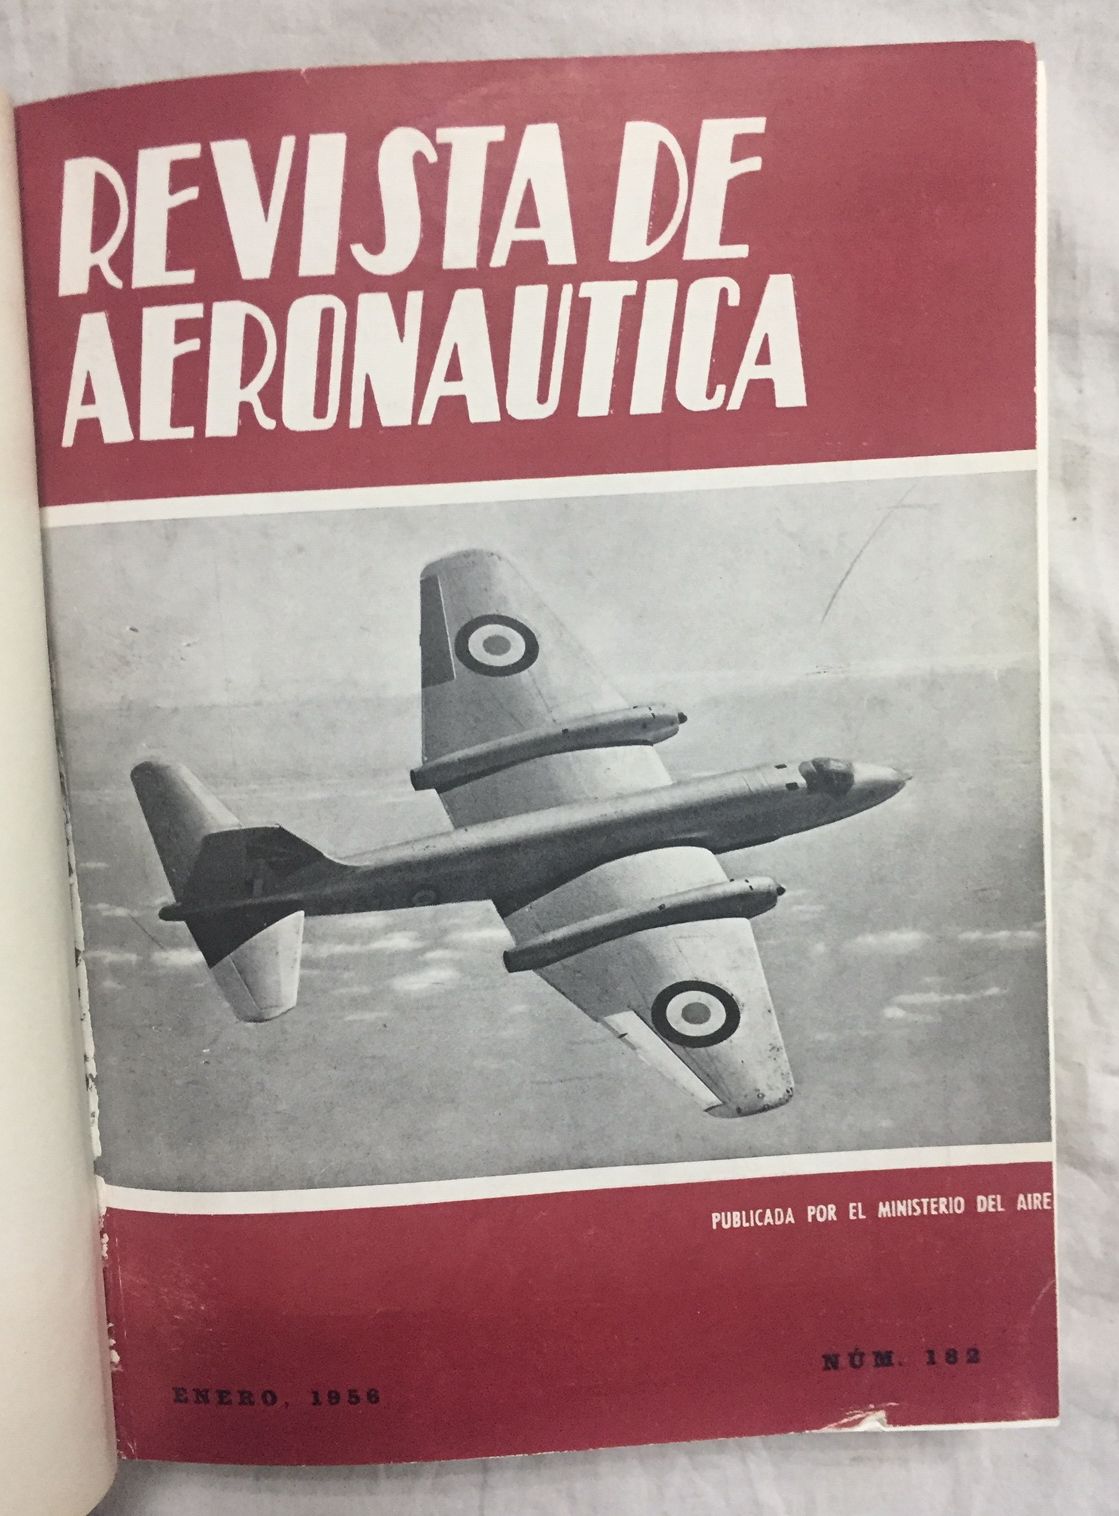 REVISTA DE
AERONAUTICA
PUBLICADA POR EL MINISTERIO DEL AIRE
NÚM. 182
ENERO, 1956